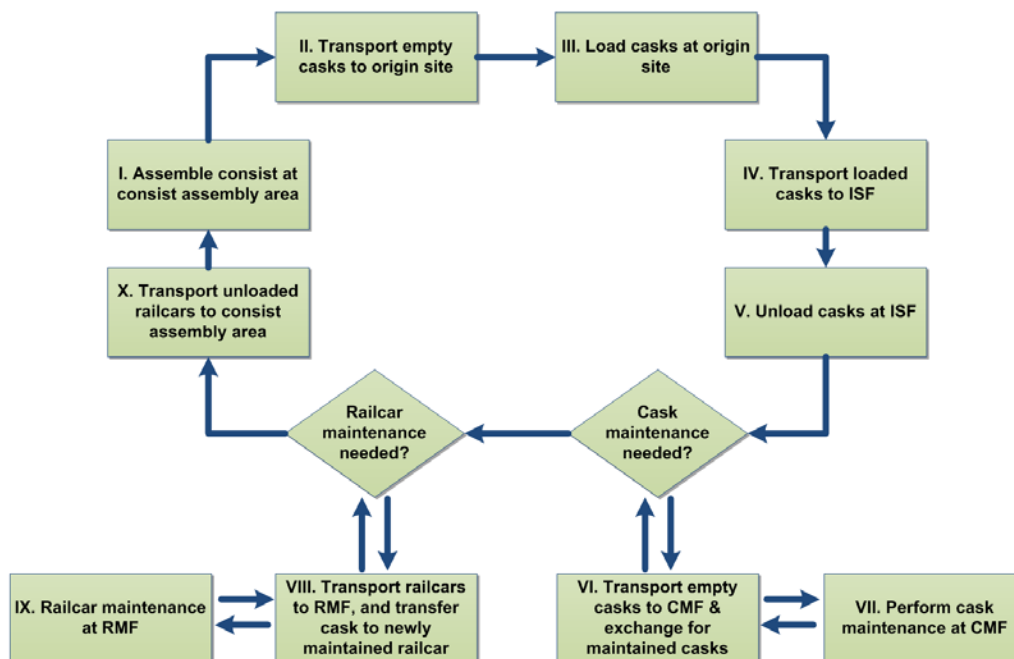 II. Transport empty
casks to origin site
III. Load casks at origin
site
I. Assemble consist at
consist assembly area
IV. Transport loaded
casks to ISF
X. Transport unloaded
railcars to consist
assembly area
V. Unload casks at ISF
Railcar
maintenance
needed?
Cask
maintenance
needed?
IX. Railcar maintenance
at RMF
VIII. Transport railcars
to RMF, and transfer
cask to newly
maintained railcar
VI. Transport empty
casks to CMF &
exchange for
maintained casks
VII. Perform cask
maintenance at CMF